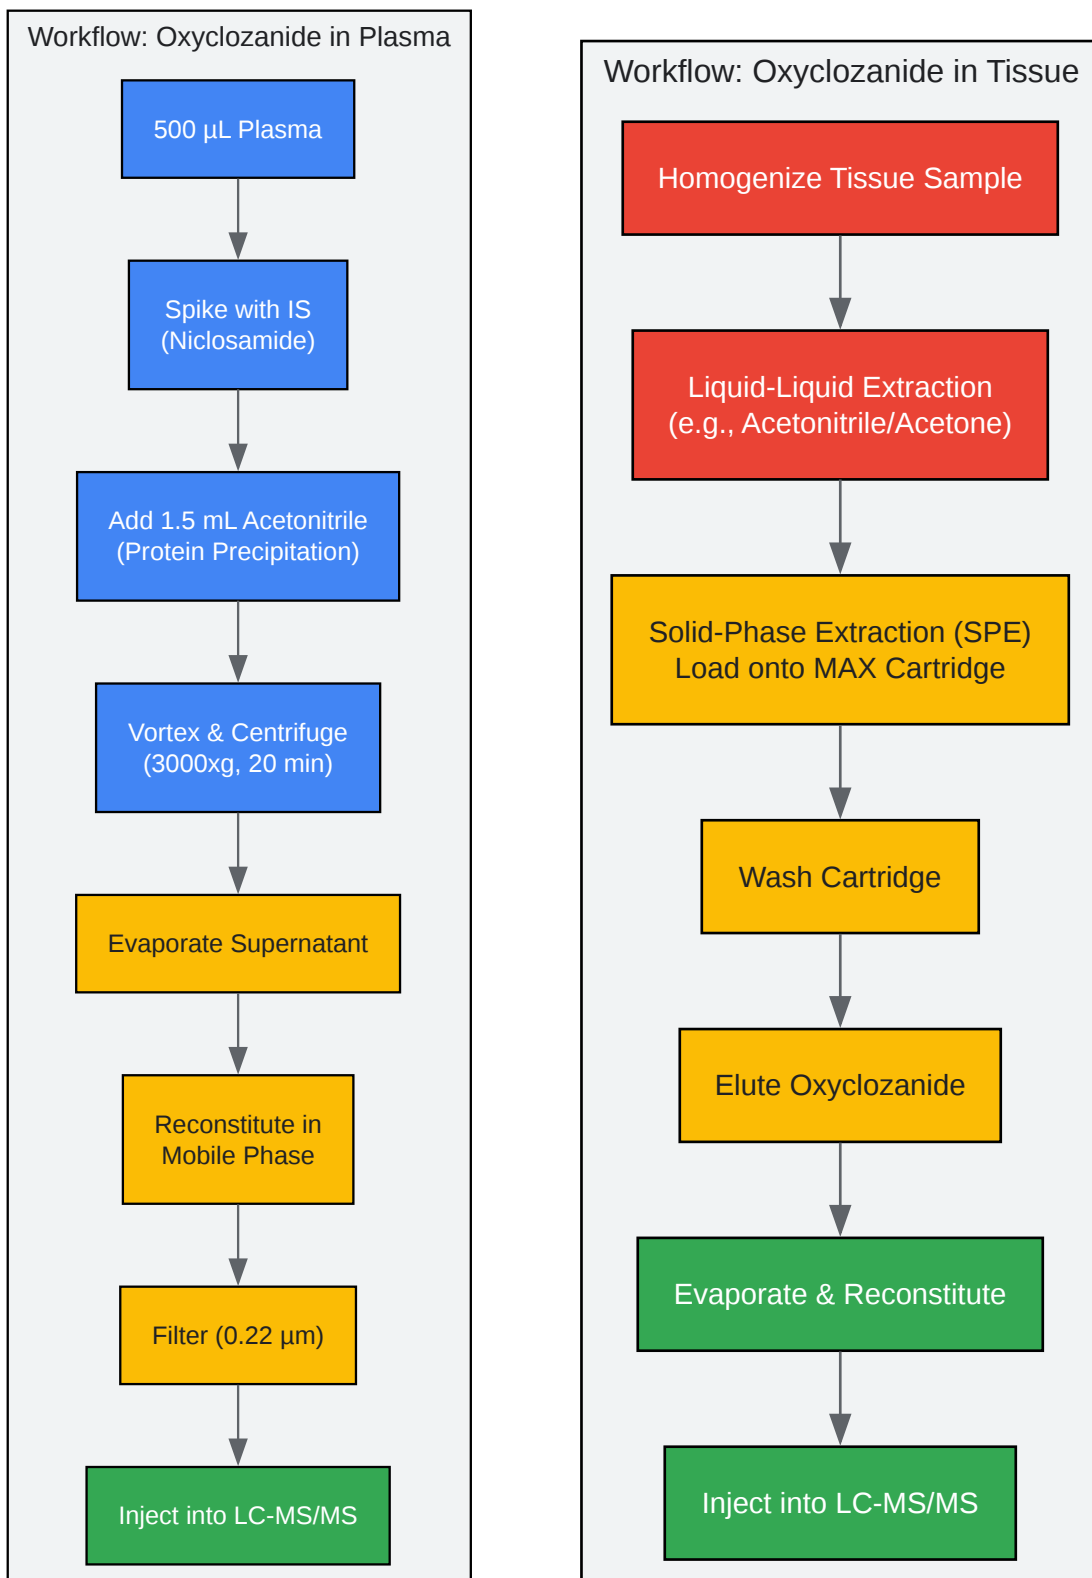 Workflow: Oxyclozanide in Plasma
500 µL Plasma
Spike with IS
(Niclosamide)
Add 1.5 mL Acetonitrile
(Protein Precipitation)
Vortex & Centrifuge
(3000xg, 20 min)
Evaporate Supernatant
Reconstitute in
Mobile Phase
Filter (0.22 µm)
Inject into LC-MS/MS
Workflow: Oxyclozanide in Tissue
Homogenize Tissue Sample
Liquid-Liquid Extraction
(e.g., Acetonitrile/Acetone)
Solid-Phase Extraction (SPE)
Load onto MAX Cartridge
Wash Cartridge
Elute Oxyclozanide
Evaporate & Reconstitute
Inject into LC-MS/MS